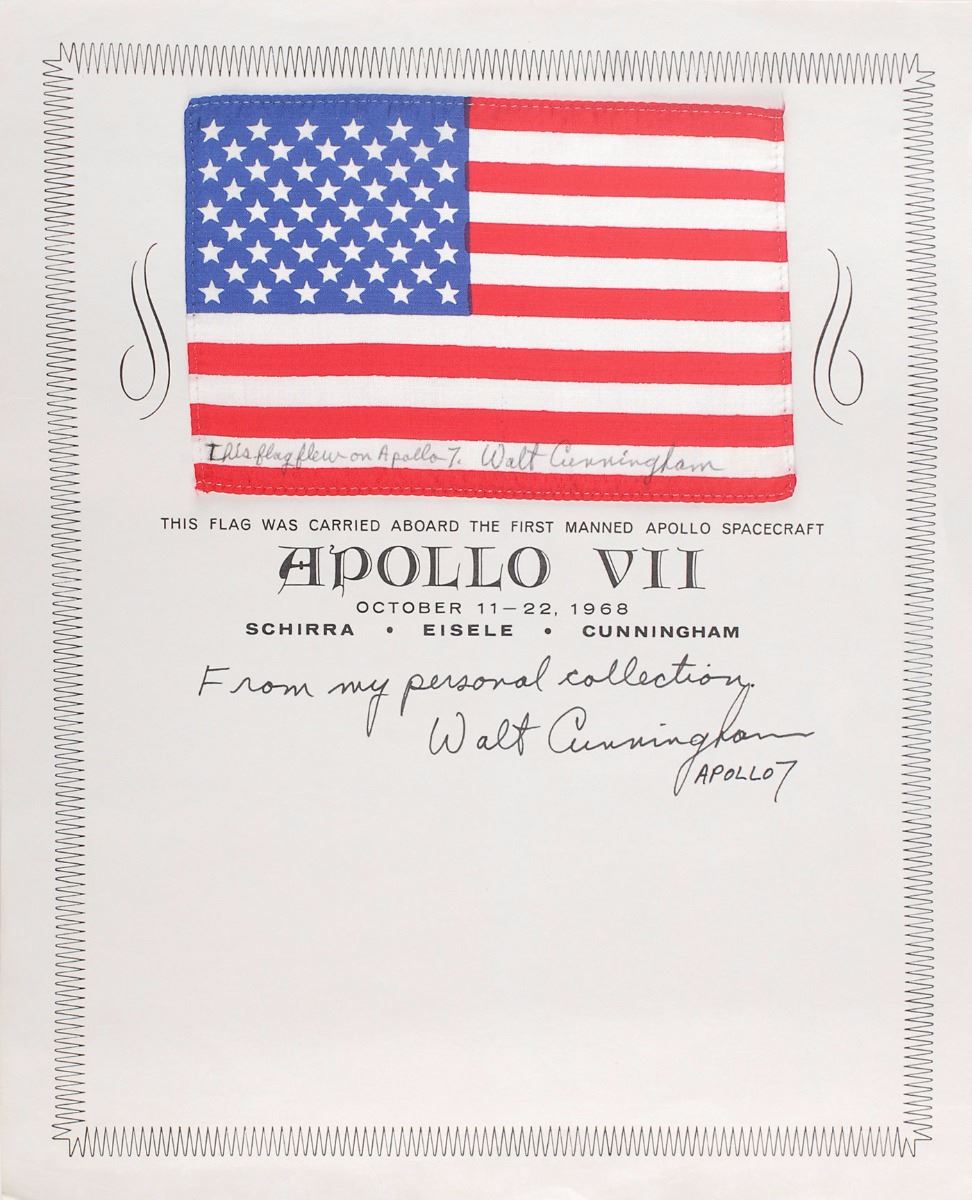 This flag flew on Apollo 7. Walt Cunningham
THIS FLAG WAS CARRIED ABOARD THE FIRST MANNED APOLLO SPACECRAFT
APOLLO VII
OCTOBER 11–22, 1968
SCHIRRA • EISELE • CUNNINGHAM
From my personal collection.
Walt Cunningham
APOLLO 7